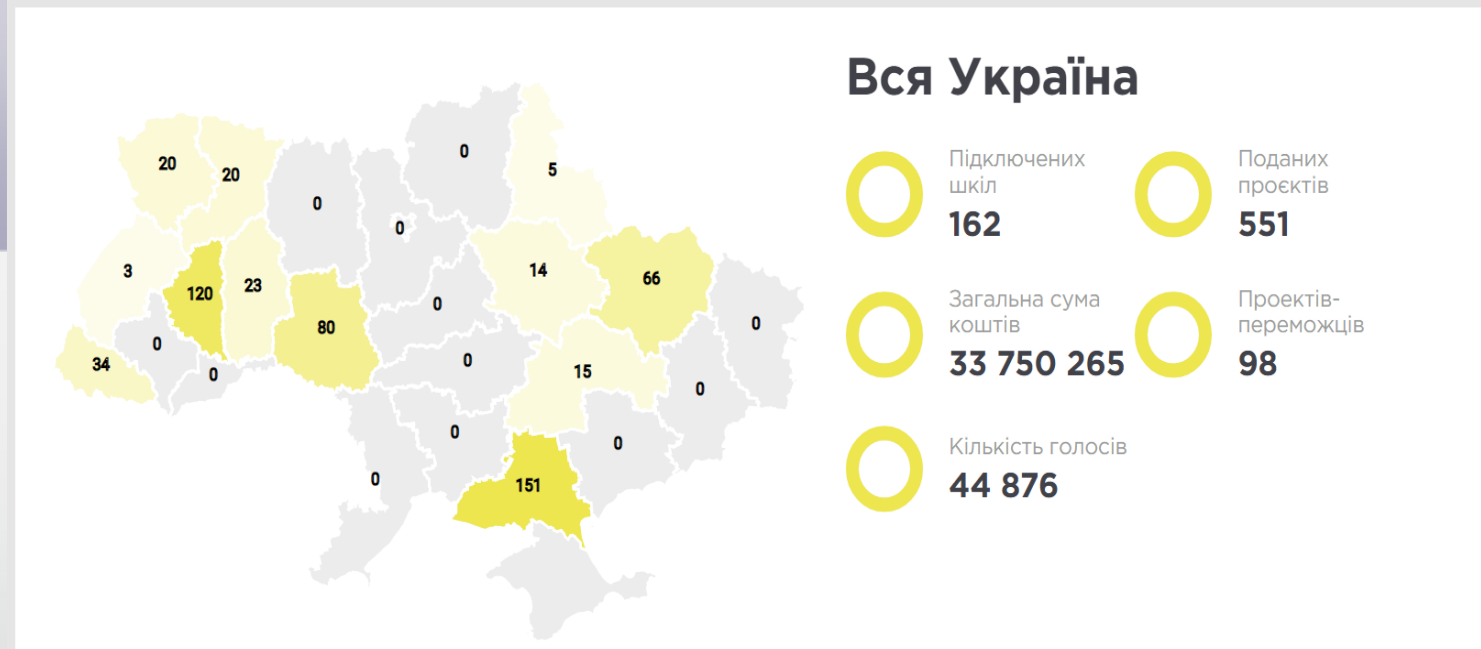 0
5
20
20
0
0
14
66
3
120
23
0
0
80
0
34
0
0
15
0
0
0
151
0
Вся Україна
Підключених
шкіл
162
Поданих
проєктів
551
Загальна сума
коштів
33 750 265
Проектів-
переможців
98
Кількість голосів
44 876